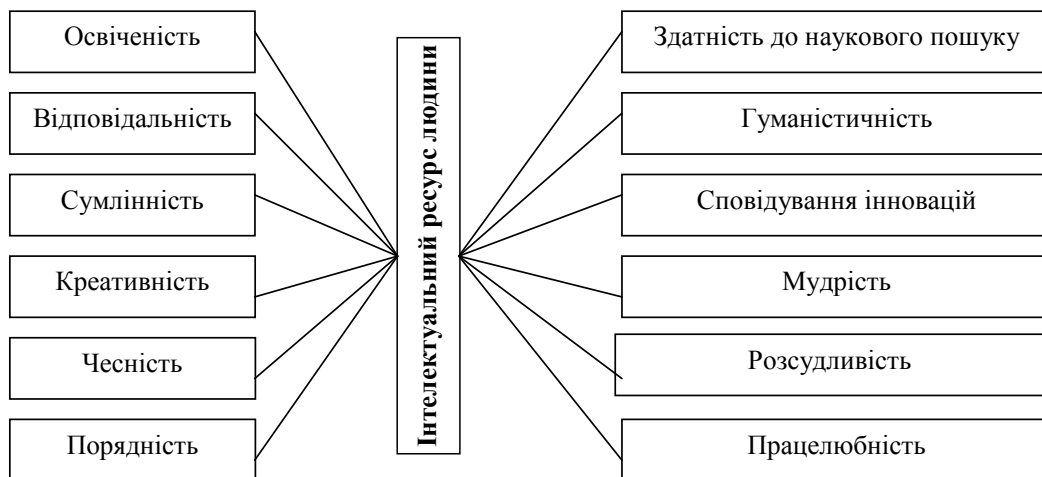 Освіченість
Відповідальність
Сумлінність
Креативність
Чесність
Порядність
Інтелектуальний ресурс людини
Здатність до наукового пошуку
Гуманістичність
Сповідування інновацій
Мудрість
Розсудливість
Працелюбність